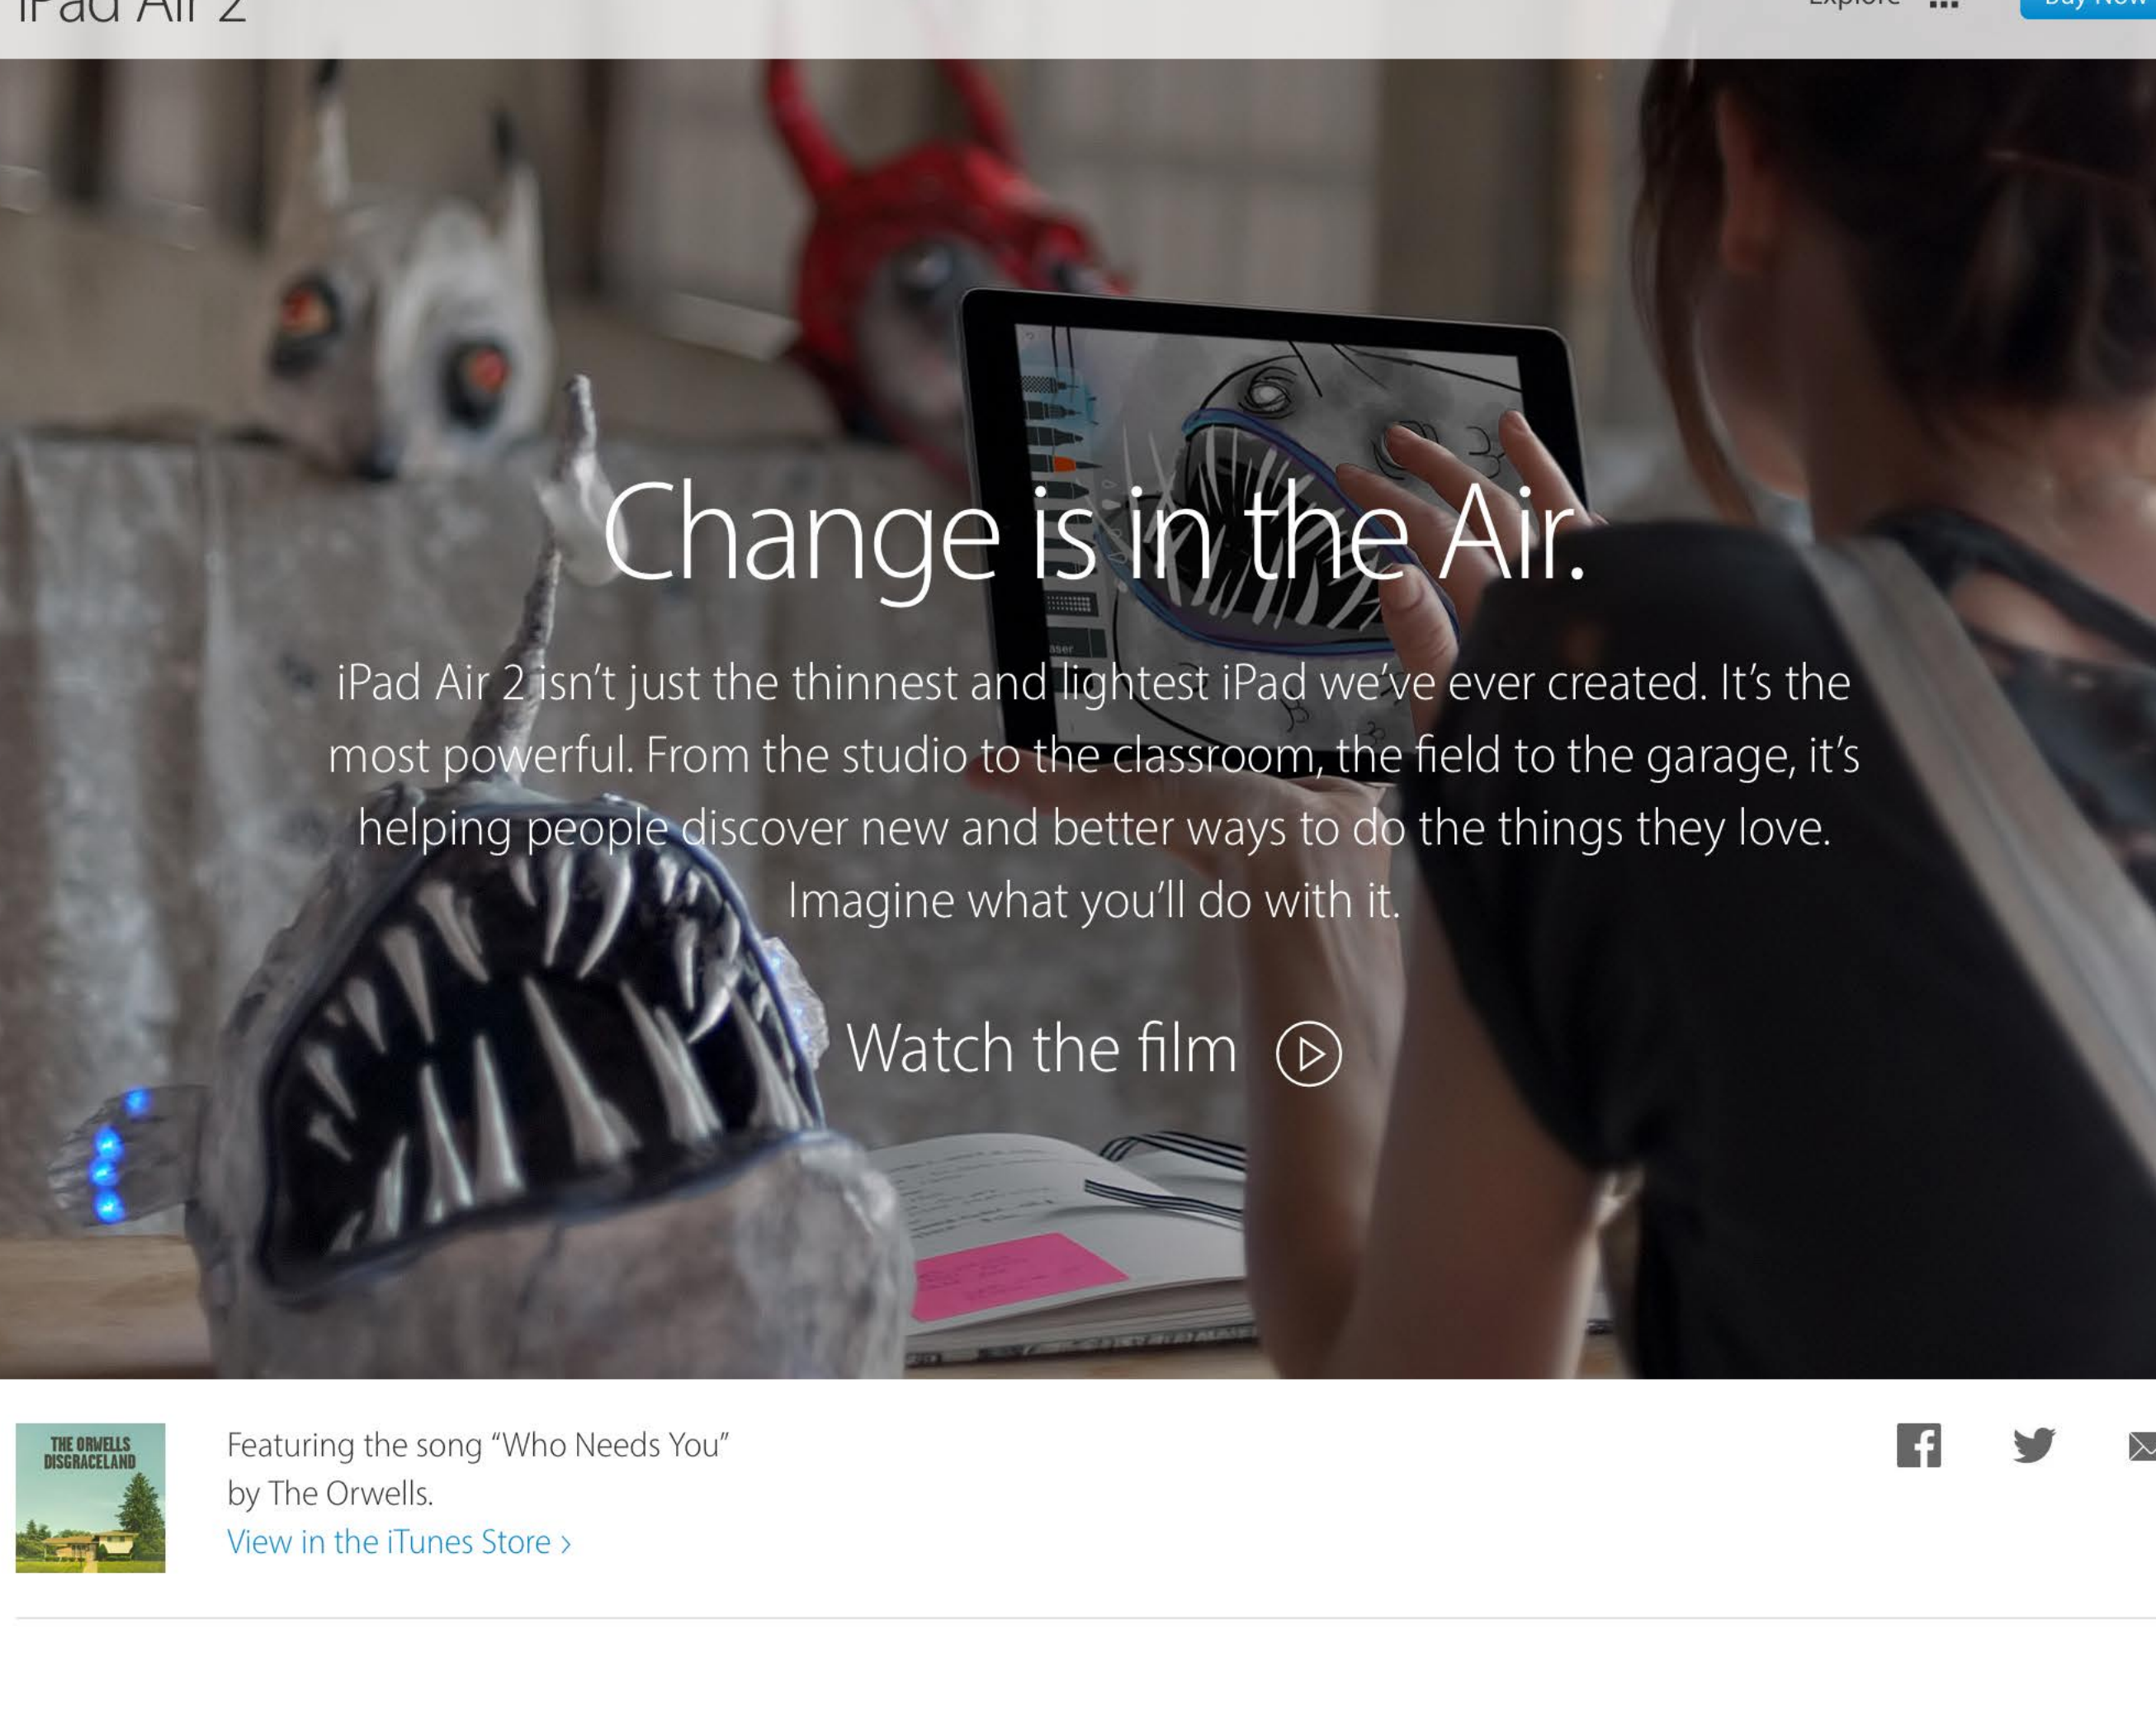 iPad Air 2
Explore
Buy Now
Change is in the Air.
iPad Air 2 isn’t just the thinnest and lightest iPad we’ve ever created. It’s the
most powerful. From the studio to the classroom, the field to the garage, it’s
helping people discover new and better ways to do the things they love.
Imagine what you’ll do with it.
Watch the film
THE ORWELLS
DISGRACELAND
Featuring the song “Who Needs You”
by The Orwells.
View in the iTunes Store >